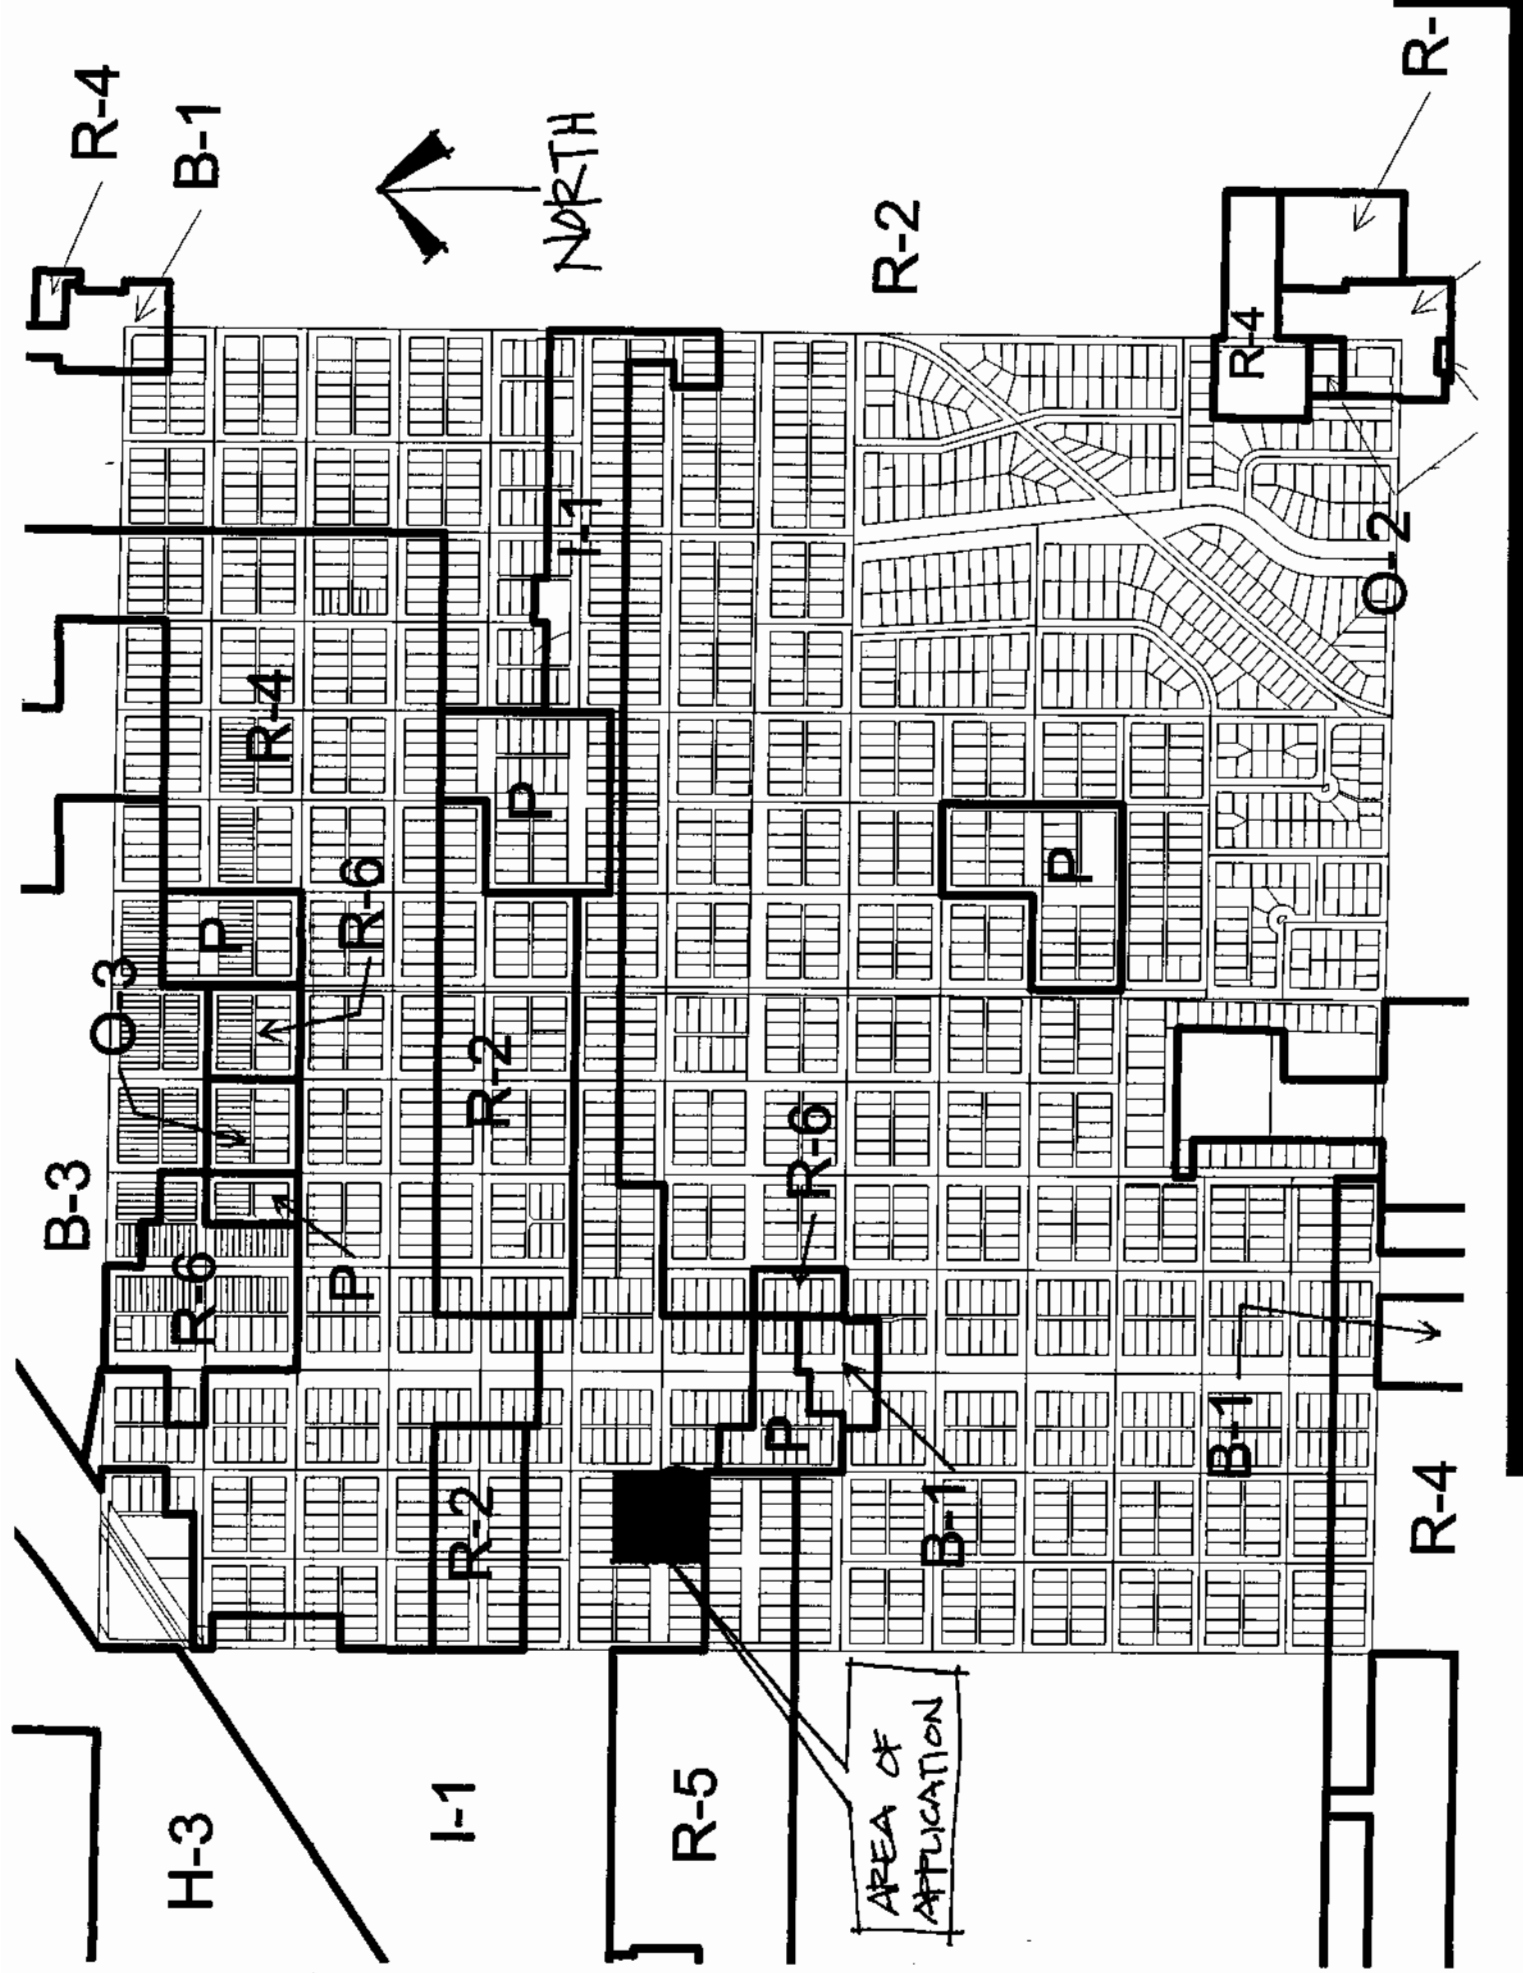 R-4
B-1
NORTH
R-
R-2
R-4
I-1
O-2
R-4
P
R-6
P
P
O-3
R-2
R-6
B-3
R-6
P
P
R-2
B-1
B-1
R-4
H-3
I-1
R-5
AREA OF
APPLICATION